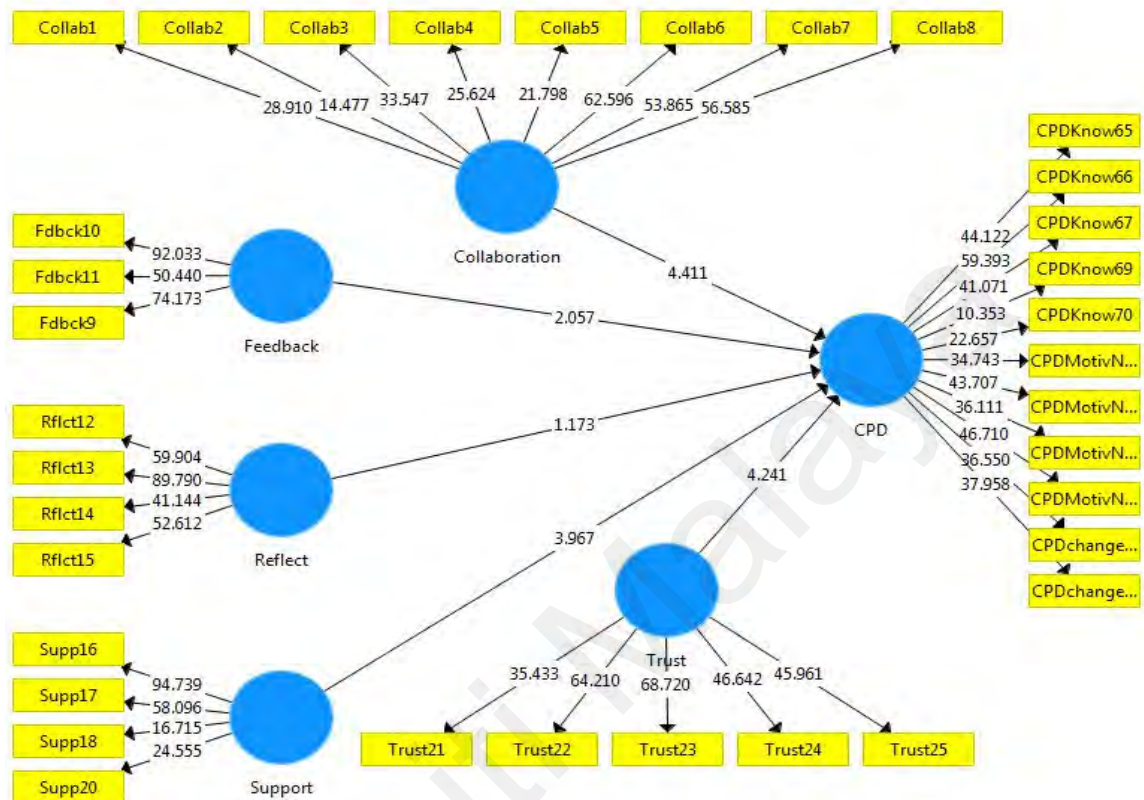 Collab1
Collab2
Collab3
Collab4
Collab5
Collab6
Collab7
Collab8
28.910
14.477
33.547
25.624
21.798
62.596
53.865
56.585
Collaboration
4.411
Fdbck10
Fdbck11
Fdbck9
92.033
50.440
74.173
Feedback
2.057
Rflct12
Rflct13
Rflct14
Rflct15
59.904
89.790
41.144
52.612
Reflect
1.173
Supp16
Supp17
Supp18
Supp20
94.739
58.096
16.715
24.555
Support
3.967
Trust
4.241
35.433
64.210
68.720
46.642
45.961
Trust21
Trust22
Trust23
Trust24
Trust25
CPD
44.122
59.393
41.071
10.353
22.657
34.743
43.707
36.111
46.710
36.550
37.958
CPDKnow65
CPDKnow66
CPDKnow67
CPDKnow69
CPDKnow70
CPDMotivN...
CPDMotivN...
CPDMotivN...
CPDMotivN...
CPDchange...
CPDchange...